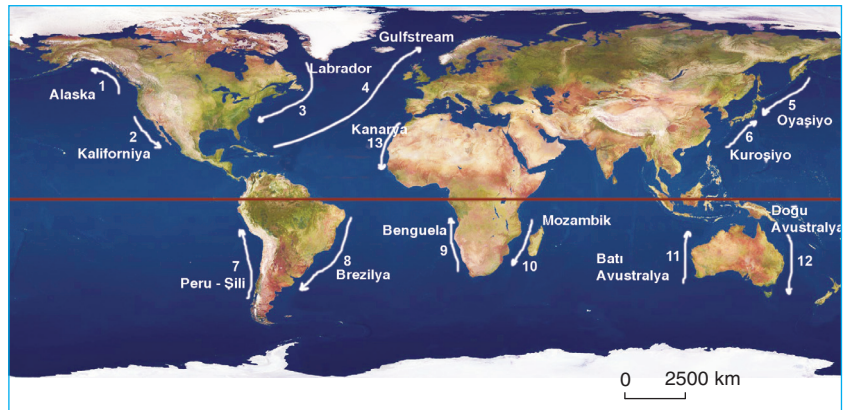 Gulfstream
Labrador
Alaska
1
4
3
5
Oyaşiyo
2
Kaliforniya
Kanarya
13
6
Kuroşiyo
Benguela
9
Mozambik
10
Doğu
Avustralya
12
Batı
Avustralya
11
7
Peru - Şili
8
Brezilya
0 2500 km